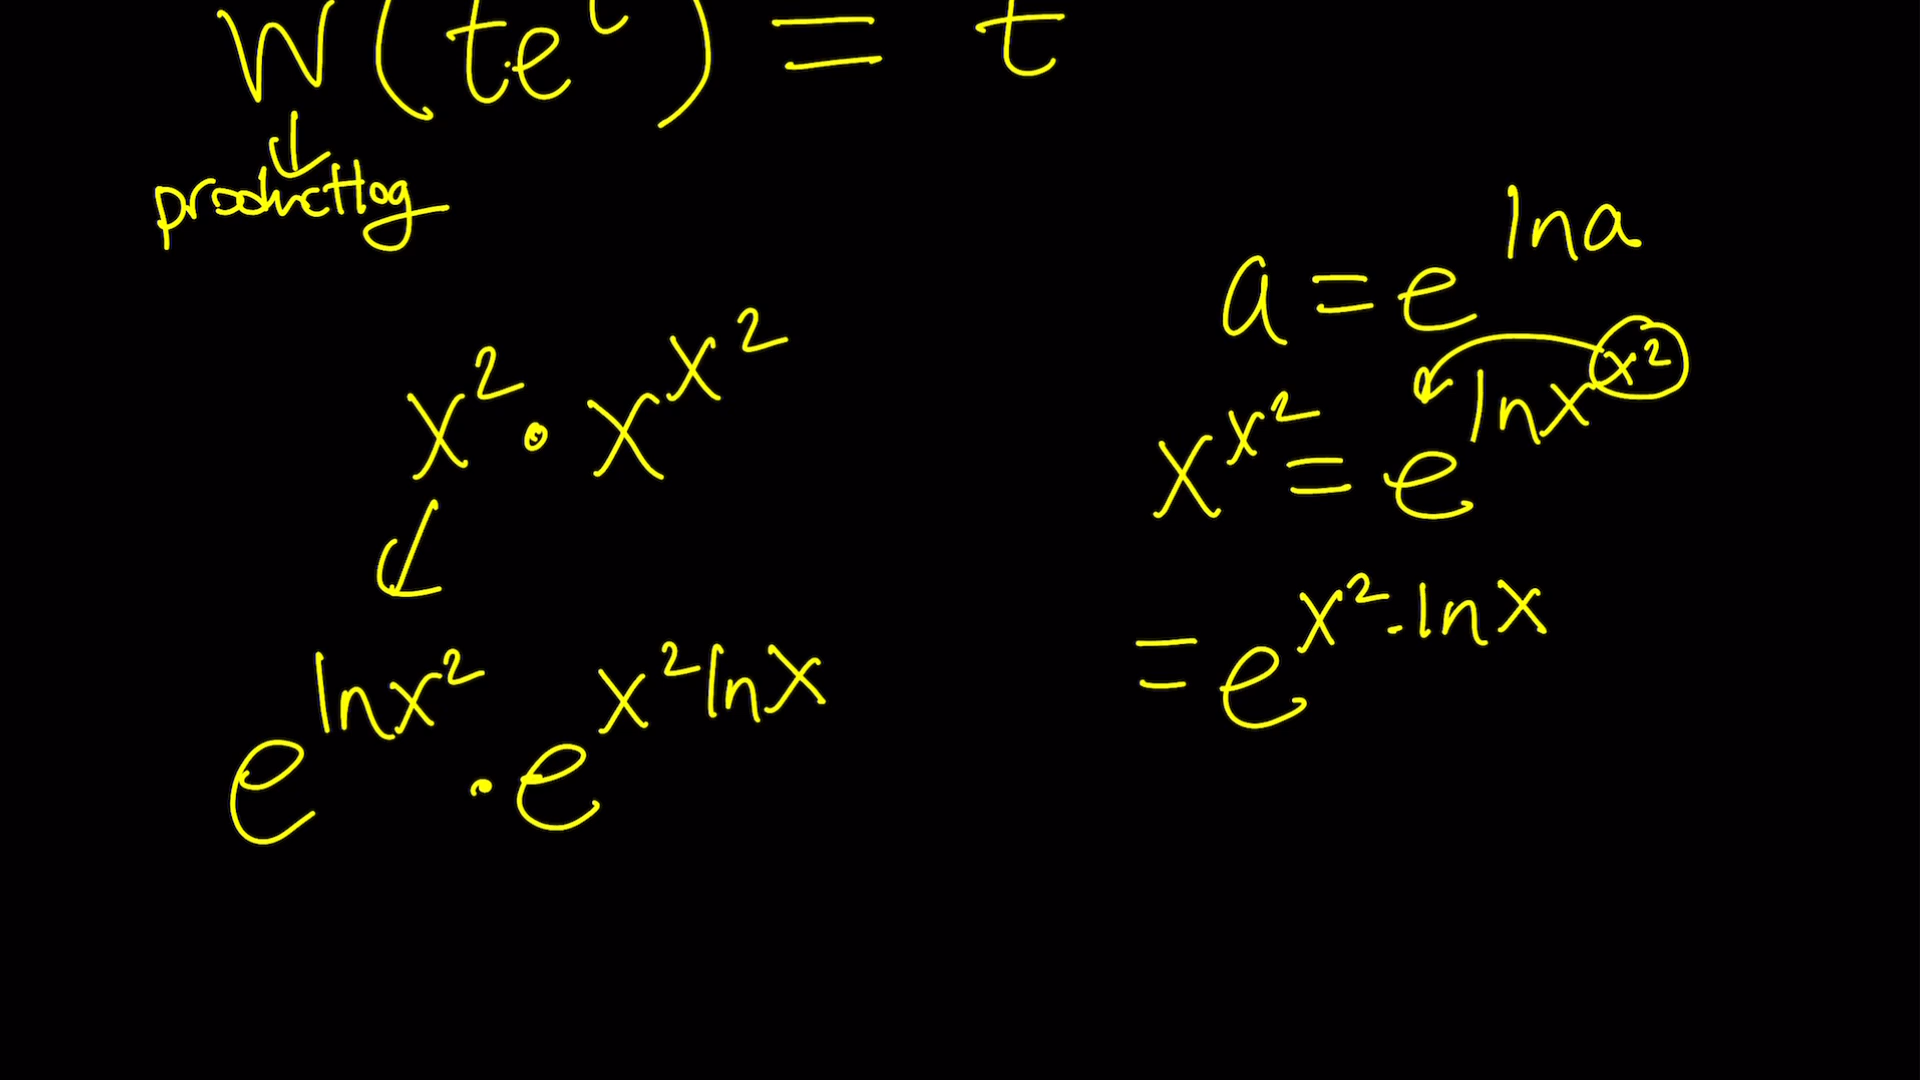 W(te^t) = t
productlog
a = e^{ln a}
x^2 · x^{x^2}
x^{x^2} = e^{ln x^{x^2}}
= e^{x^2 · ln x}
e^{ln x^2} · e^{x^2 ln x}